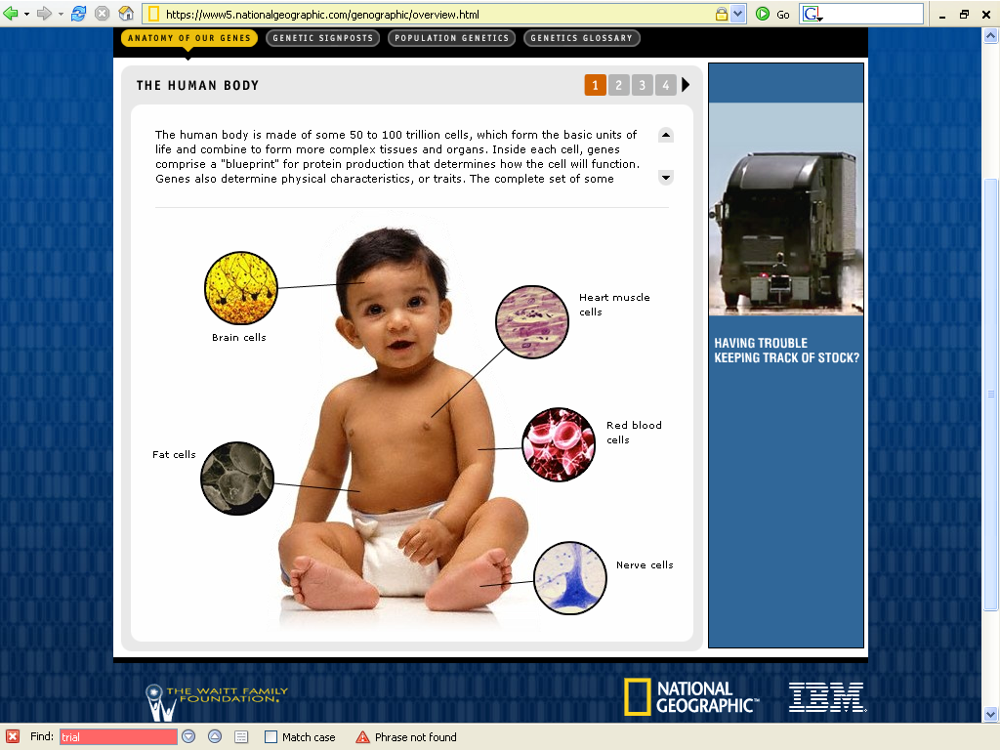 https://www5.nationalgeographic.com/genographic/overview.html
Go
G
ANATOMY OF OUR GENES
GENETIC SIGNPOSTS
POPULATION GENETICS
GENETICS GLOSSARY
THE HUMAN BODY
1 2 3 4
The human body is made of some 50 to 100 trillion cells, which form the basic units of
life and combine to form more complex tissues and organs. Inside each cell, genes
comprise a "blueprint" for protein production that determines how the cell will function.
Genes also determine physical characteristics, or traits. The complete set of some
Brain cells
Heart muscle
cells
Red blood
cells
Fat cells
Nerve cells
HAVING TROUBLE
KEEPING TRACK OF STOCK?
THE WAITT FAMILY
FOUNDATION.
NATIONAL
GEOGRAPHIC™
IBM®
Find: trial
Match case
Phrase not found